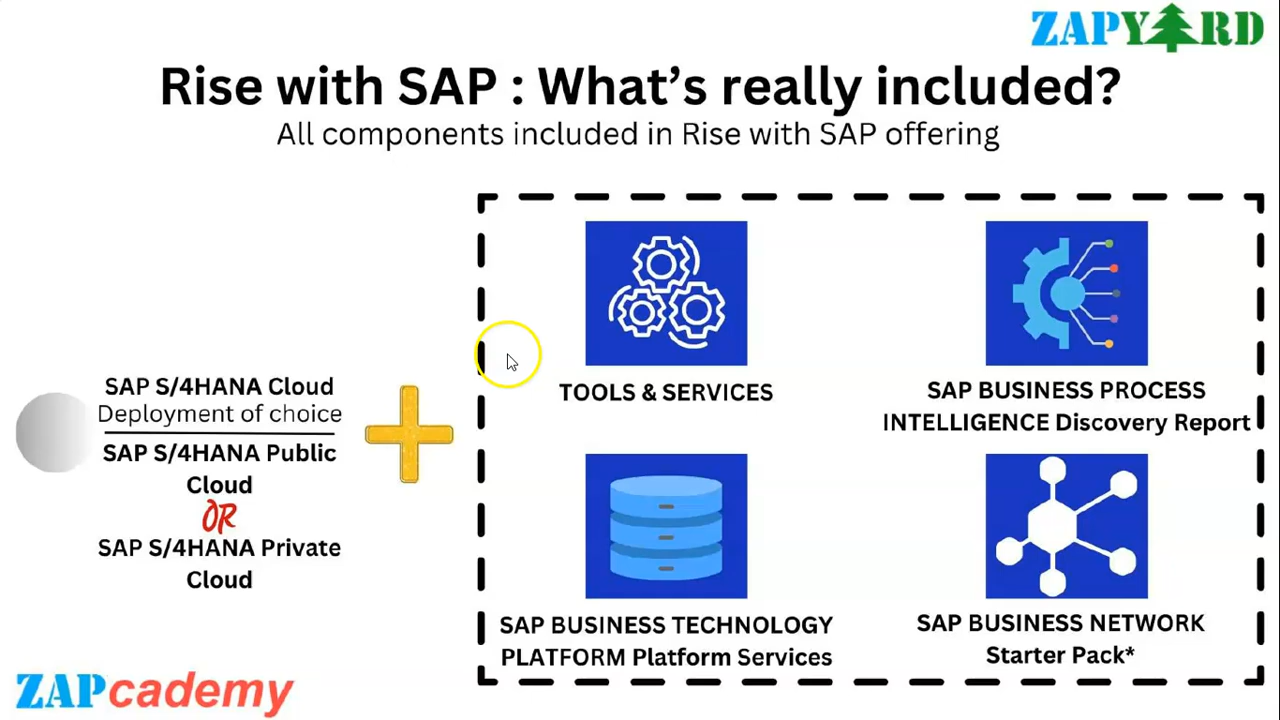 ZAPYARD
Rise with SAP : What's really included?
All components included in Rise with SAP offering
SAP S/4HANA Cloud
Deployment of choice
SAP S/4HANA Public
Cloud
OR
SAP S/4HANA Private
Cloud
TOOLS & SERVICES
SAP BUSINESS PROCESS
INTELLIGENCE Discovery Report
SAP BUSINESS TECHNOLOGY
PLATFORM Platform Services
SAP BUSINESS NETWORK
Starter Pack*
ZAPcademy